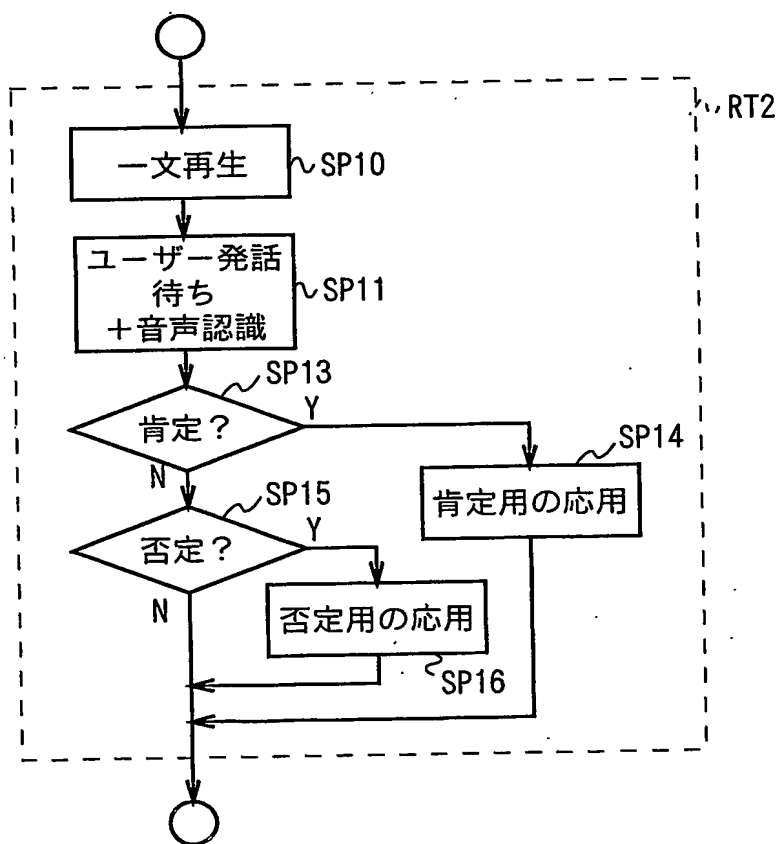 RT2
一文再生
SP10
ユーザー発話
待ち
+音声認識
SP11
SP13
肯定?
Y
N
SP14
肯定用の応用
SP15
否定?
Y
N
否定用の応用
SP16